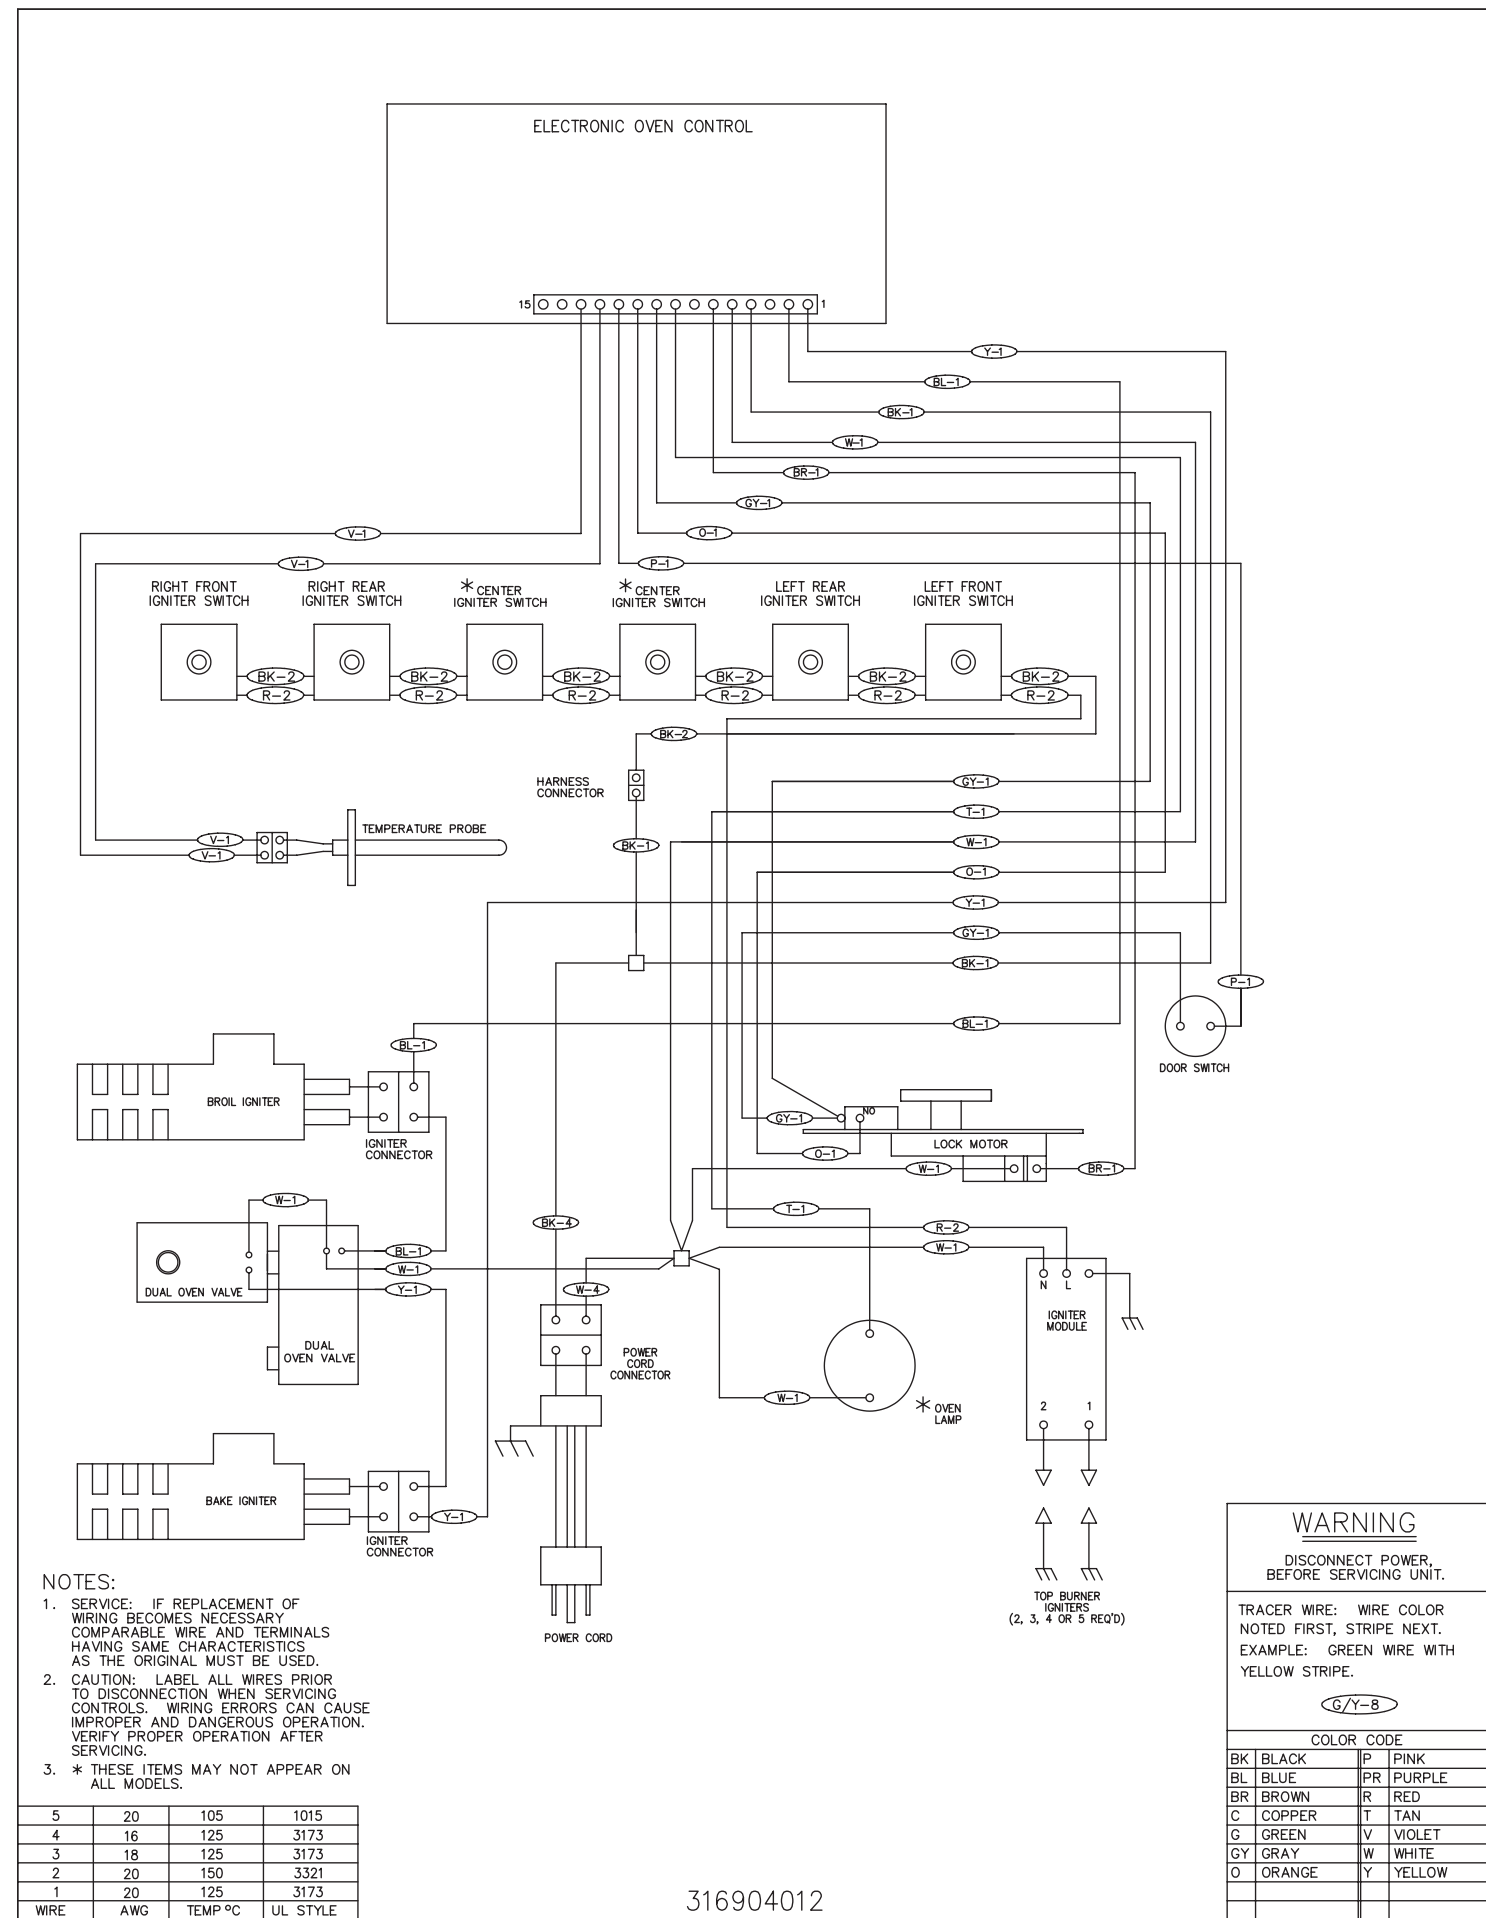 ELECTRONIC OVEN CONTROL
15
1
Y-1
BL-1
BK-1
W-1
BR-1
GY-1
V-1
O-1
V-1
P-1
RIGHT FRONT
IGNITER SWITCH
RIGHT REAR
IGNITER SWITCH
* CENTER
IGNITER SWITCH
* CENTER
IGNITER SWITCH
LEFT REAR
IGNITER SWITCH
LEFT FRONT
IGNITER SWITCH
BK-2
BK-2
BK-2
BK-2
BK-2
BK-2
R-2
R-2
R-2
R-2
R-2
R-2
BK-2
HARNESS
CONNECTOR
GY-1
T-1
TEMPERATURE PROBE
V-1
V-1
BK-1
W-1
O-1
Y-1
GY-1
BK-1
P-1
BL-1
BL-1
DOOR SWITCH
BROIL IGNITER
IGNITER
CONNECTOR
NO
GY-1
LOCK MOTOR
O-1
W-1
BR-1
W-1
T-1
BK-4
R-2
W-1
BL-1
W-1
Y-1
W-4
DUAL OVEN VALVE
DUAL
OVEN VALVE
N
L
IGNITER
MODULE
POWER
CORD
CONNECTOR
W-1
* OVEN
LAMP
2
1
BAKE IGNITER
Y-1
IGNITER
CONNECTOR
POWER CORD
TOP BURNER
IGNITERS
(2, 3, 4 OR 5 REQ'D)
NOTES:
1. SERVICE: IF REPLACEMENT OF
WIRING BECOMES NECESSARY
COMPARABLE WIRE AND TERMINALS
HAVING SAME CHARACTERISTICS
AS THE ORIGINAL MUST BE USED.
2. CAUTION: LABEL ALL WIRES PRIOR
TO DISCONNECTION WHEN SERVICING
CONTROLS. WIRING ERRORS CAN CAUSE
IMPROPER AND DANGEROUS OPERATION.
VERIFY PROPER OPERATION AFTER
SERVICING.
3. * THESE ITEMS MAY NOT APPEAR ON
ALL MODELS.
5 20 105 1015
4 16 125 3173
3 18 125 3173
2 20 150 3321
1 20 125 3173
WIRE AWG TEMP ºC UL STYLE
316904012
WARNING
DISCONNECT POWER,
BEFORE SERVICING UNIT.
TRACER WIRE: WIRE COLOR
NOTED FIRST, STRIPE NEXT.
EXAMPLE: GREEN WIRE WITH
YELLOW STRIPE.
G/Y-8
COLOR CODE
BK BLACK P PINK
BL BLUE PR PURPLE
BR BROWN R RED
C COPPER T TAN
G GREEN V VIOLET
GY GRAY W WHITE
O ORANGE Y YELLOW